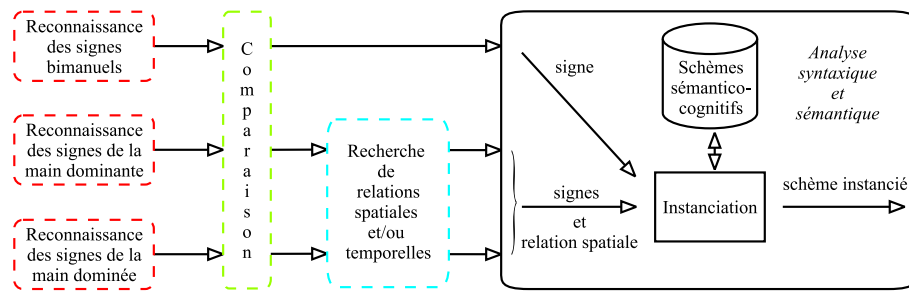 Reconnaissance
des signes
bimanuels
Reconnaissance
des signes de la
main dominante
Reconnaissance
des signes de la
main dominée
Comparaison
Recherche
de
relations
spatiales
et/ou
temporelles
signe
signes
et
relation spatiale
Schèmes
sémantico-
cognitifs
Analyse
syntaxique
et
sémantique
Instanciation
schème instancié